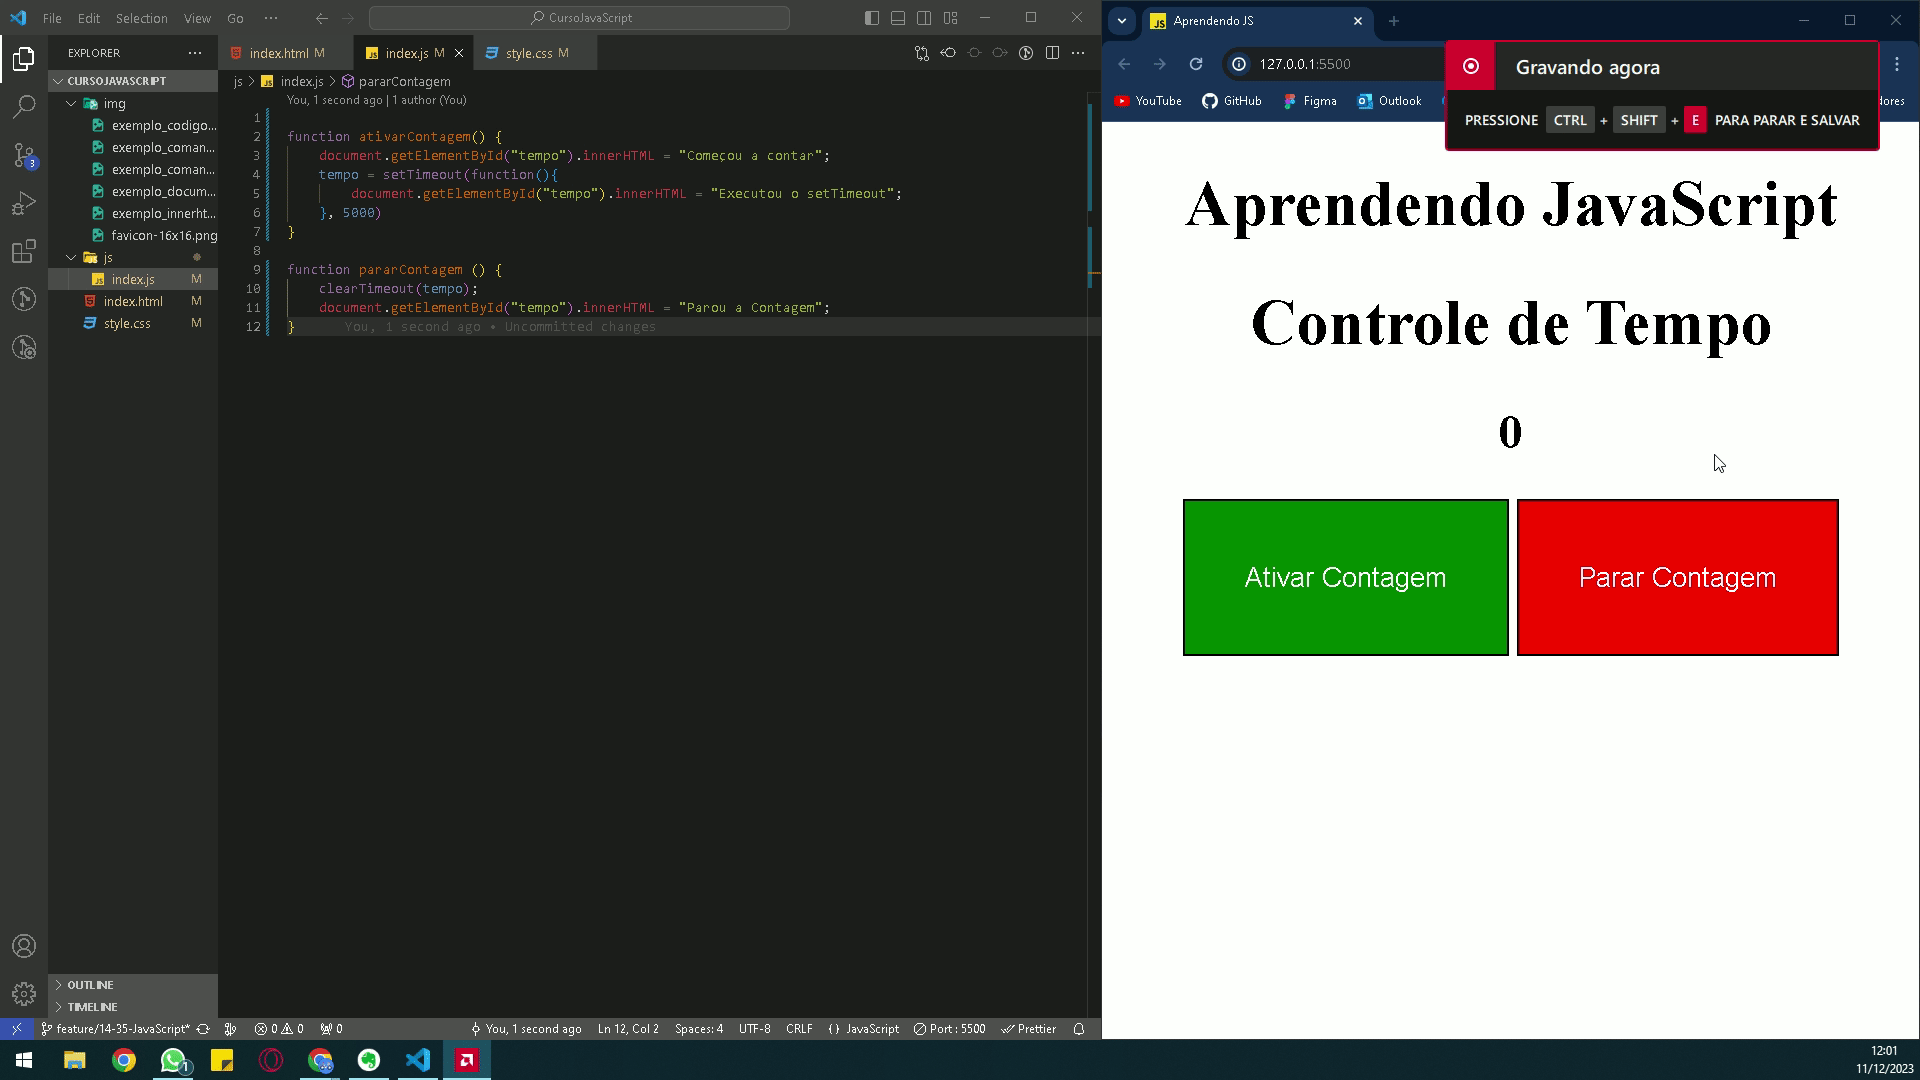 File Edit Selection View Go ···
CursoJavaScript
EXPLORER ···
CURSOJAVASCRIPT
img
exemplo_codigo...
exemplo_coman...
exemplo_coman...
exemplo_docum...
exemplo_innerht...
favicon-16x16.png
js
index.js M
index.html M
style.css M
3
OUTLINE
TIMELINE
index.html M index.js M style.css M
js > index.js > pararContagem
You, 1 second ago | 1 author (You)
1
2 function ativarContagem() {
3 document.getElementById("tempo").innerHTML = "Começou a contar";
4 tempo = setTimeout(function(){
5 document.getElementById("tempo").innerHTML = "Executou o setTimeout";
6 }, 5000)
7 }
8
9 function pararContagem () {
10 clearTimeout(tempo);
11 document.getElementById("tempo").innerHTML = "Parou a Contagem";
12 } You, 1 second ago • Uncommitted changes
feature/14-35-JavaScript* 0 0 0 You, 1 second ago Ln 12, Col 2 Spaces: 4 UTF-8 CRLF {} JavaScript Port : 5500 Prettier
JS Aprendendo JS
127.0.0.1:5500
YouTube GitHub Figma Outlook dores
Gravando agora
PRESSIONE CTRL + SHIFT + E PARA PARAR E SALVAR
Aprendendo JavaScript
Controle de Tempo
0
Ativar Contagem Parar Contagem
1
12:01
11/12/2023